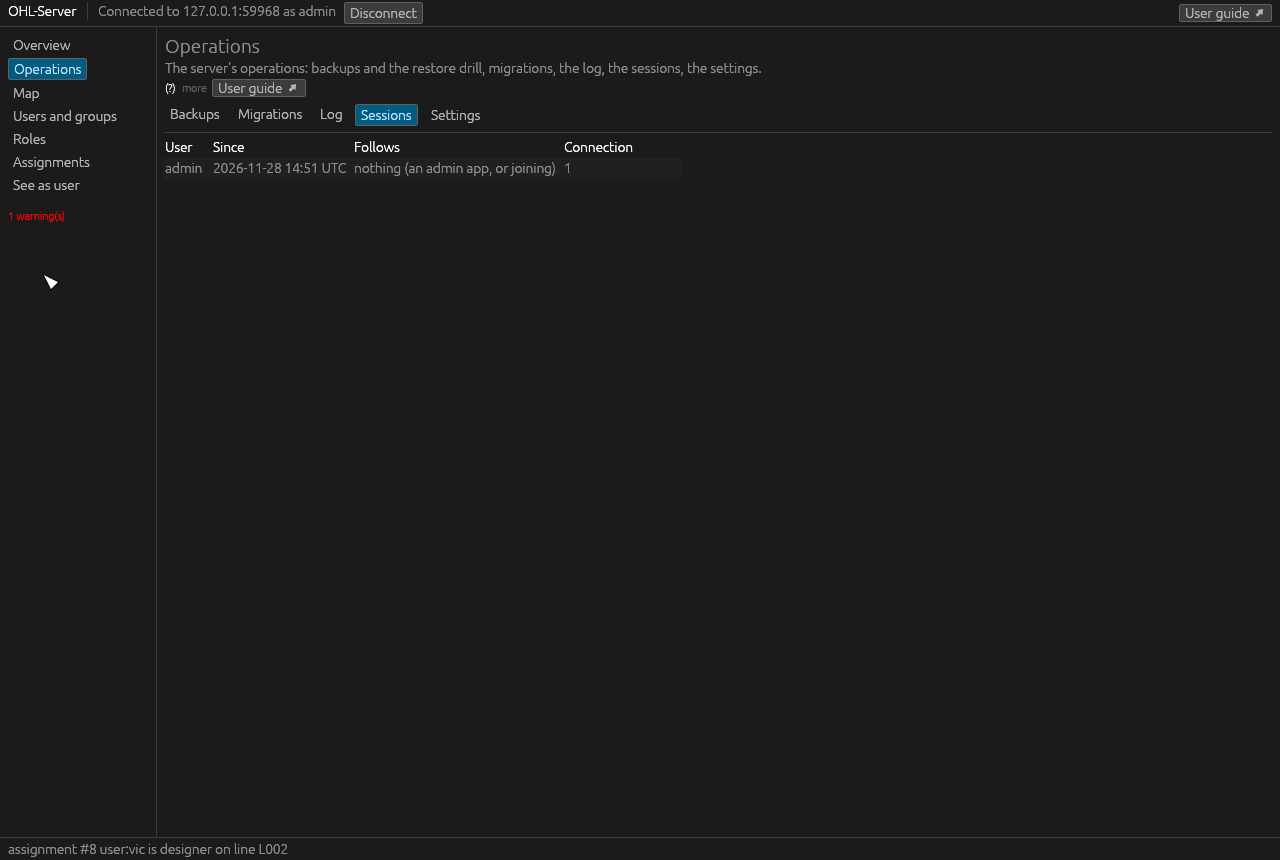 OHL-Server Connected to 127.0.0.1:59968 as admin Disconnect User guide
Overview
Operations
Map
Users and groups
Roles
Assignments
See as user
1 warning(s)
Operations
The server's operations: backups and the restore drill, migrations, the log, the sessions, the settings.
(?) more User guide
Backups Migrations Log Sessions Settings
User Since Follows Connection
admin 2026-11-28 14:51 UTC nothing (an admin app, or joining) 1
assignment #8 user:vic is designer on line L002